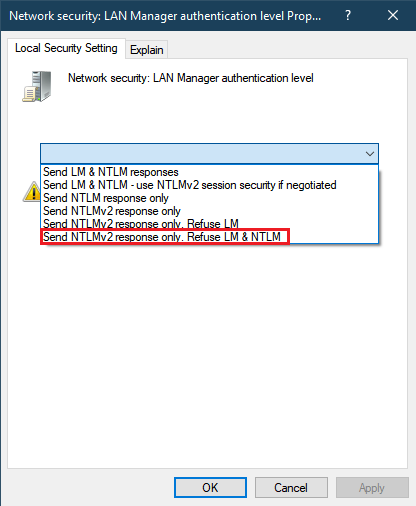 Network security: LAN Manager authentication level Prop...
Local Security Setting
Explain
Network security: LAN Manager authentication level
Send LM & NTLM responses
Send LM & NTLM - use NTLMv2 session security if negotiated
Send NTLM response only
Send NTLMv2 response only
Send NTLMv2 response only. Refuse LM
Send NTLMv2 response only. Refuse LM & NTLM
OK
Cancel
Apply